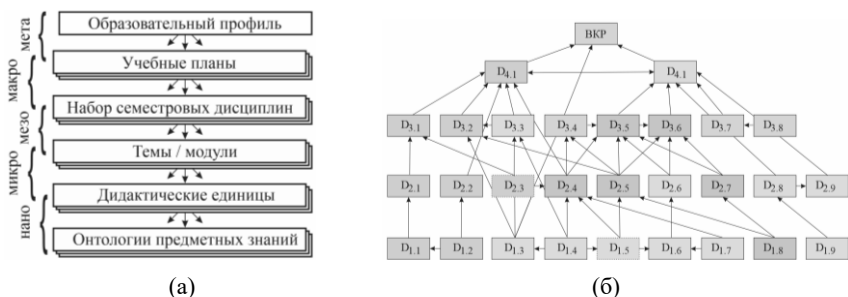 мета
макро
мезо
микро
нано
Образовательный профиль
Учебные планы
Набор семестровых дисциплин
Темы / модули
Дидактические единицы
Онтологии предметных знаний
(а)
ВКР
D4.1 D4.1
D3.1 D3.2 D3.3 D3.4 D3.5 D3.6 D3.7 D3.8
D2.1 D2.2 D2.3 D2.4 D2.5 D2.6 D2.7 D2.8 D2.9
D1.1 D1.2 D1.3 D1.4 D1.5 D1.6 D1.7 D1.8 D1.9
(б)